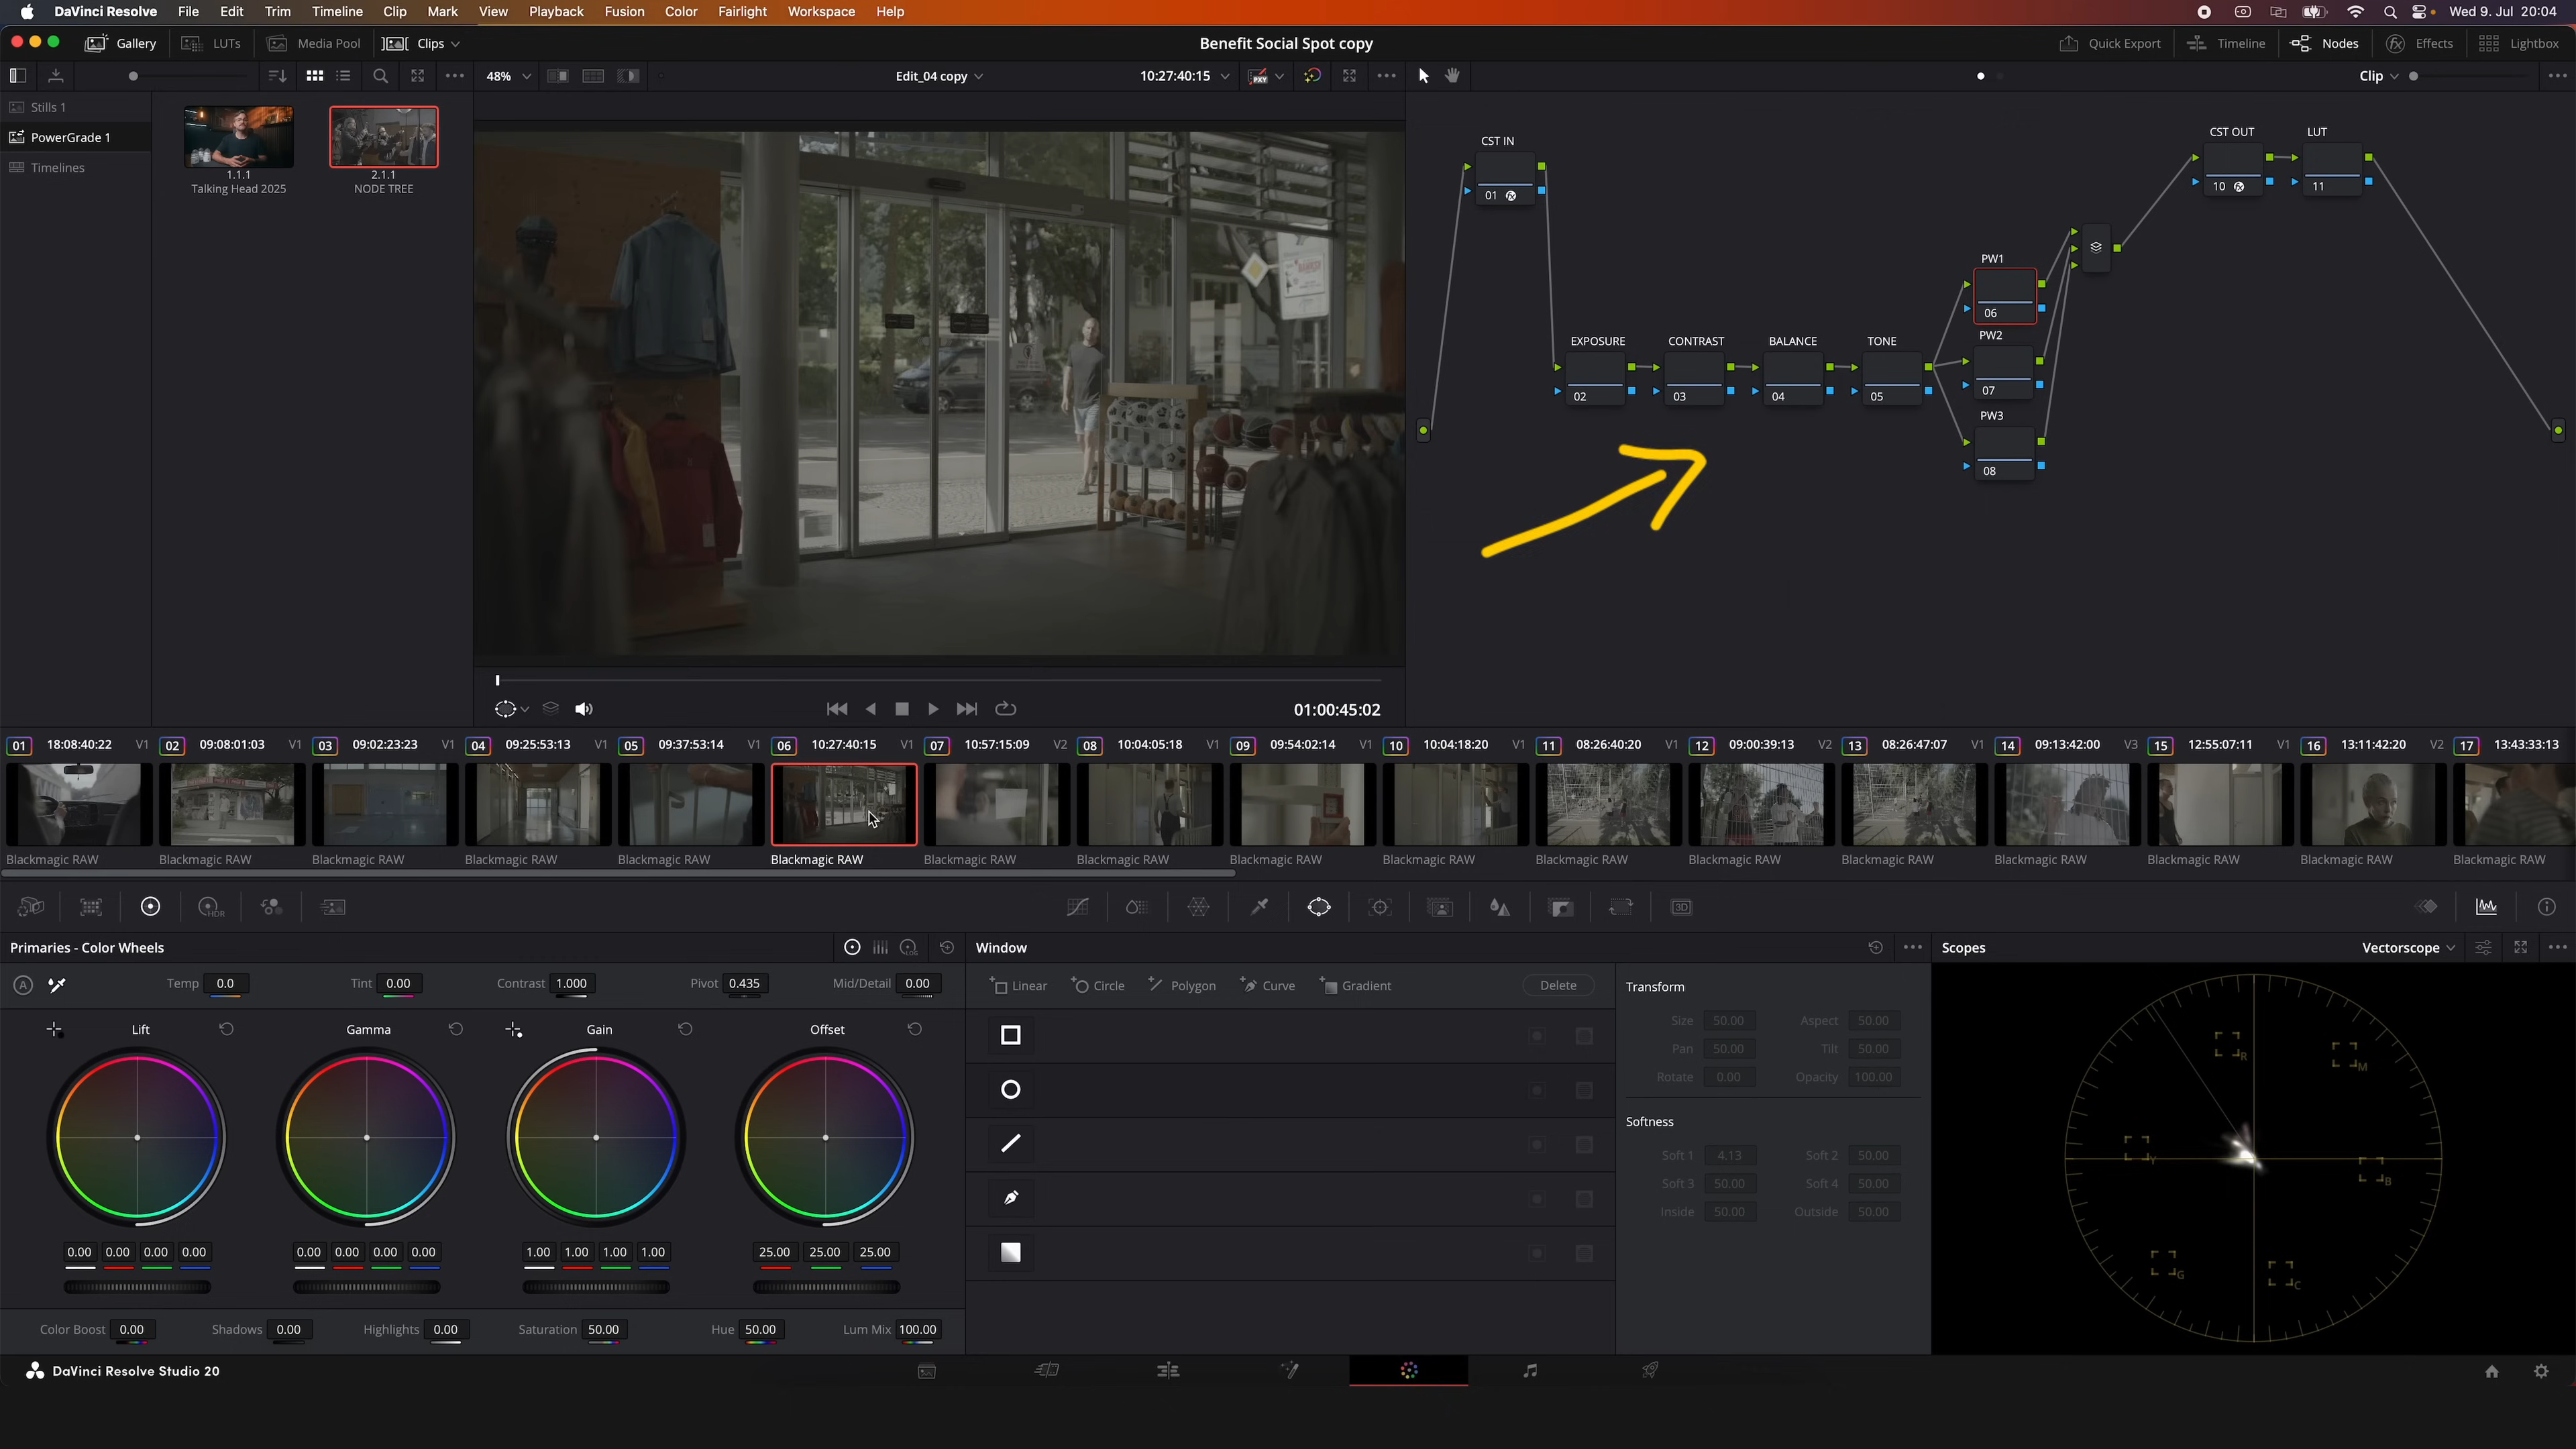 DaVinci Resolve File Edit Trim Timeline Clip Mark View Playback Fusion Color Fairlight Workspace Help Wed 9. Jul 20:04
Gallery LUTs Media Pool Clips Benefit Social Spot copy Quick Export Timeline Nodes Effects Lightbox
48% Edit_04 copy 10:27:40:15 Clip
Stills 1
PowerGrade 1
Timelines
1.1.1
Talking Head 2025
2.1.1
NODE TREE
CST IN
01
EXPOSURE
02
CONTRAST
03
BALANCE
04
TONE
05
PW1
06
PW2
07
PW3
08
CST OUT
10
LUT
11
01:00:45:02
01 18:08:40:22 V1 02 09:08:01:03 V1 03 09:02:23:23 V1 04 09:25:53:13 V1 05 09:37:53:14 V1 06 10:27:40:15 V1 07 10:57:15:09 V2 08 10:04:05:18 V1 09 09:54:02:14 V1 10 10:04:18:20 V1 11 08:26:40:20 V1 12 09:00:39:13 V2 13 08:26:47:07 V1 14 09:13:42:00 V3 15 12:55:07:11 V1 16 13:11:42:20 V2 17 13:43:33:13
Blackmagic RAW Blackmagic RAW Blackmagic RAW Blackmagic RAW Blackmagic RAW Blackmagic RAW Blackmagic RAW Blackmagic RAW Blackmagic RAW Blackmagic RAW Blackmagic RAW Blackmagic RAW Blackmagic RAW Blackmagic RAW Blackmagic RAW Blackmagic RAW Blackmagic RAW
HDR 3D
Primaries - Color Wheels LOG
A Temp 0.0 Tint 0.00 Contrast 1.000 Pivot 0.435 Mid/Detail 0.00
Lift Gamma Gain Offset
0.00 0.00 0.00 0.00 0.00 0.00 0.00 0.00 1.00 1.00 1.00 1.00 25.00 25.00 25.00
Color Boost 0.00 Shadows 0.00 Highlights 0.00 Saturation 50.00 Hue 50.00 Lum Mix 100.00
Window
Linear Circle Polygon Curve Gradient Delete
Transform
Size 50.00 Aspect 50.00
Pan 50.00 Tilt 50.00
Rotate 0.00 Opacity 100.00
Softness
Soft 1 4.13 Soft 2 50.00
Soft 3 50.00 Soft 4 50.00
Inside 50.00 Outside 50.00
Scopes Vectorscope
R
M
Y
B
G
C
DaVinci Resolve Studio 20